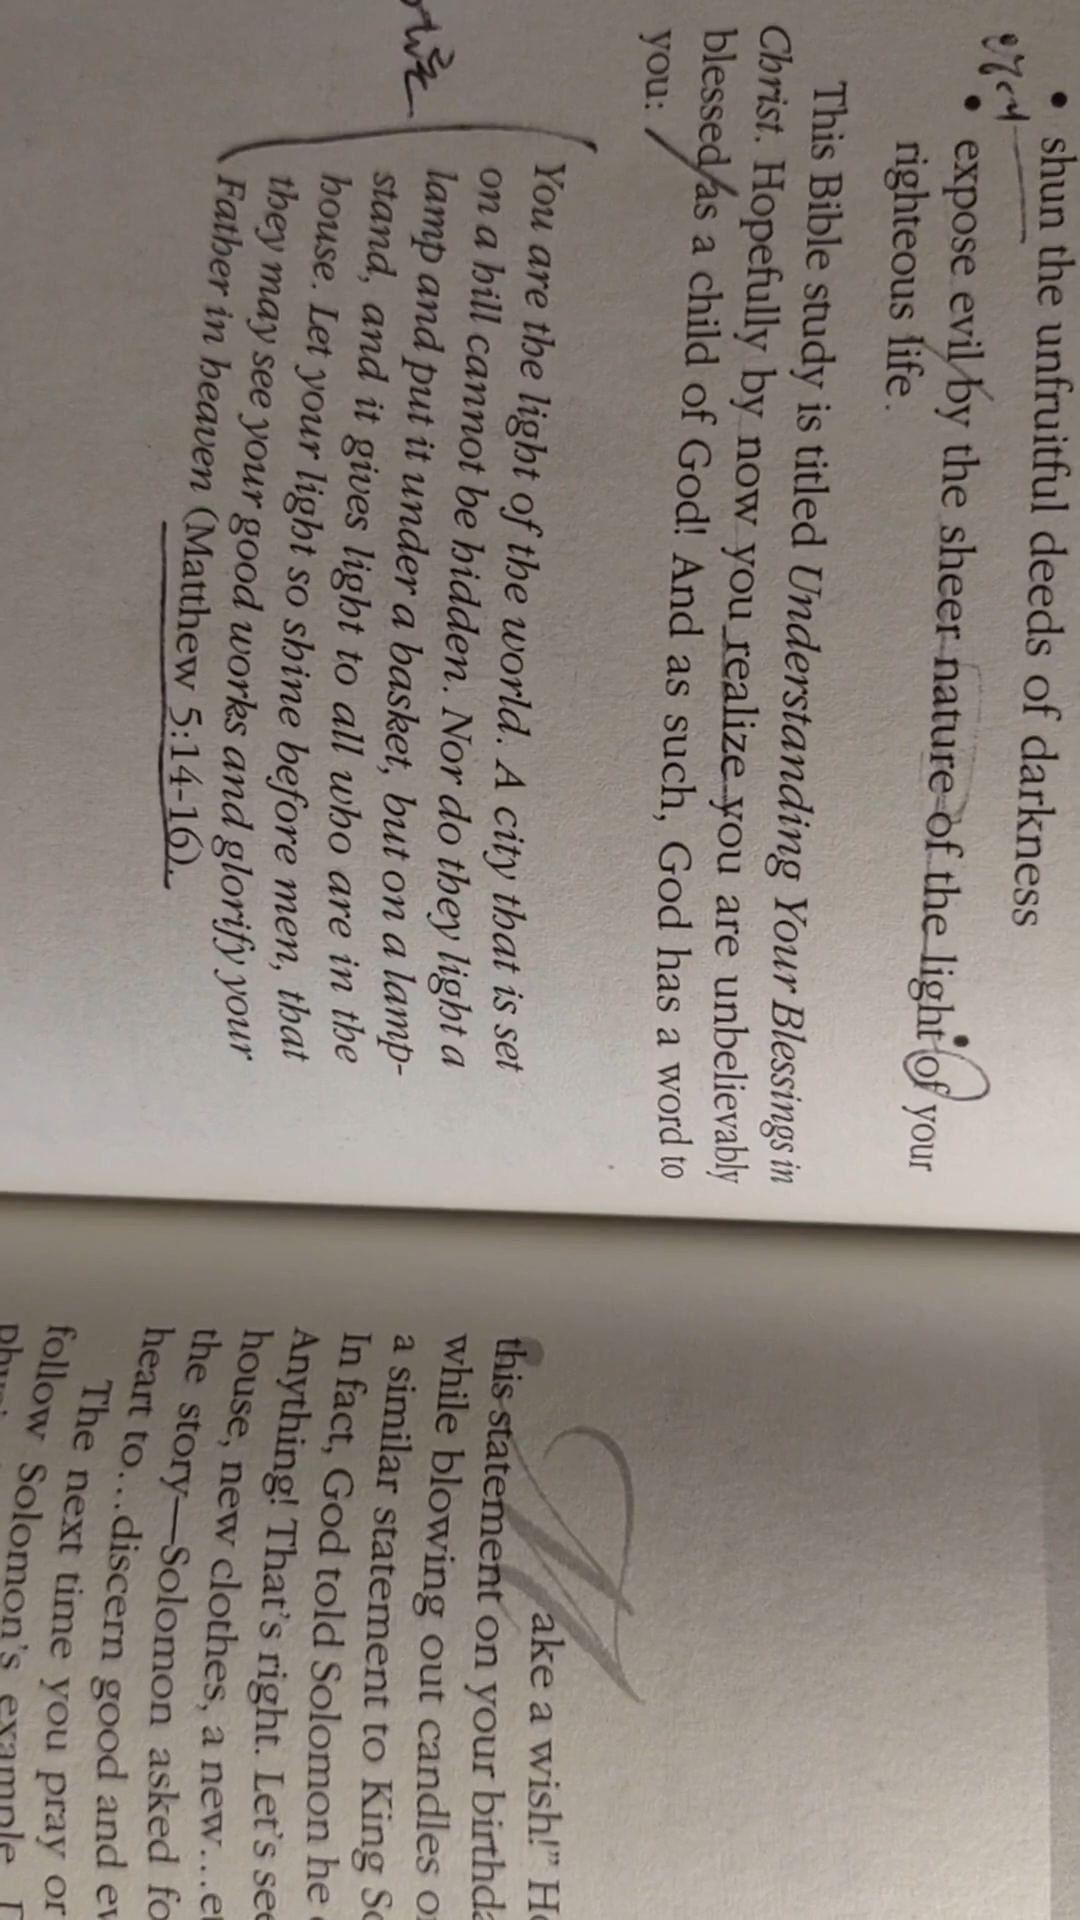 • shun the unfruitful deeds of darkness
• expose evil by the sheer nature of the light of your
righteous life.
This Bible study is titled Understanding Your Blessings in
Christ. Hopefully by now you realize you are unbelievably
blessed as a child of God! And as such, God has a word to
you:
You are the light of the world. A city that is set
on a hill cannot be hidden. Nor do they light a
lamp and put it under a basket, but on a lamp-
stand, and it gives light to all who are in the
house. Let your light so shine before men, that
they may see your good works and glorify your
Father in heaven (Matthew 5:14-16).
Make a wish!”
this statement on your
while blowing out candles
a similar statement to King
In fact, God told Solomon he
Anything! That’s right. Let’s
house, new clothes, a new…
the story—Solomon asked
heart to…discern good and
The next time you pray or
follow Solomon’s example.